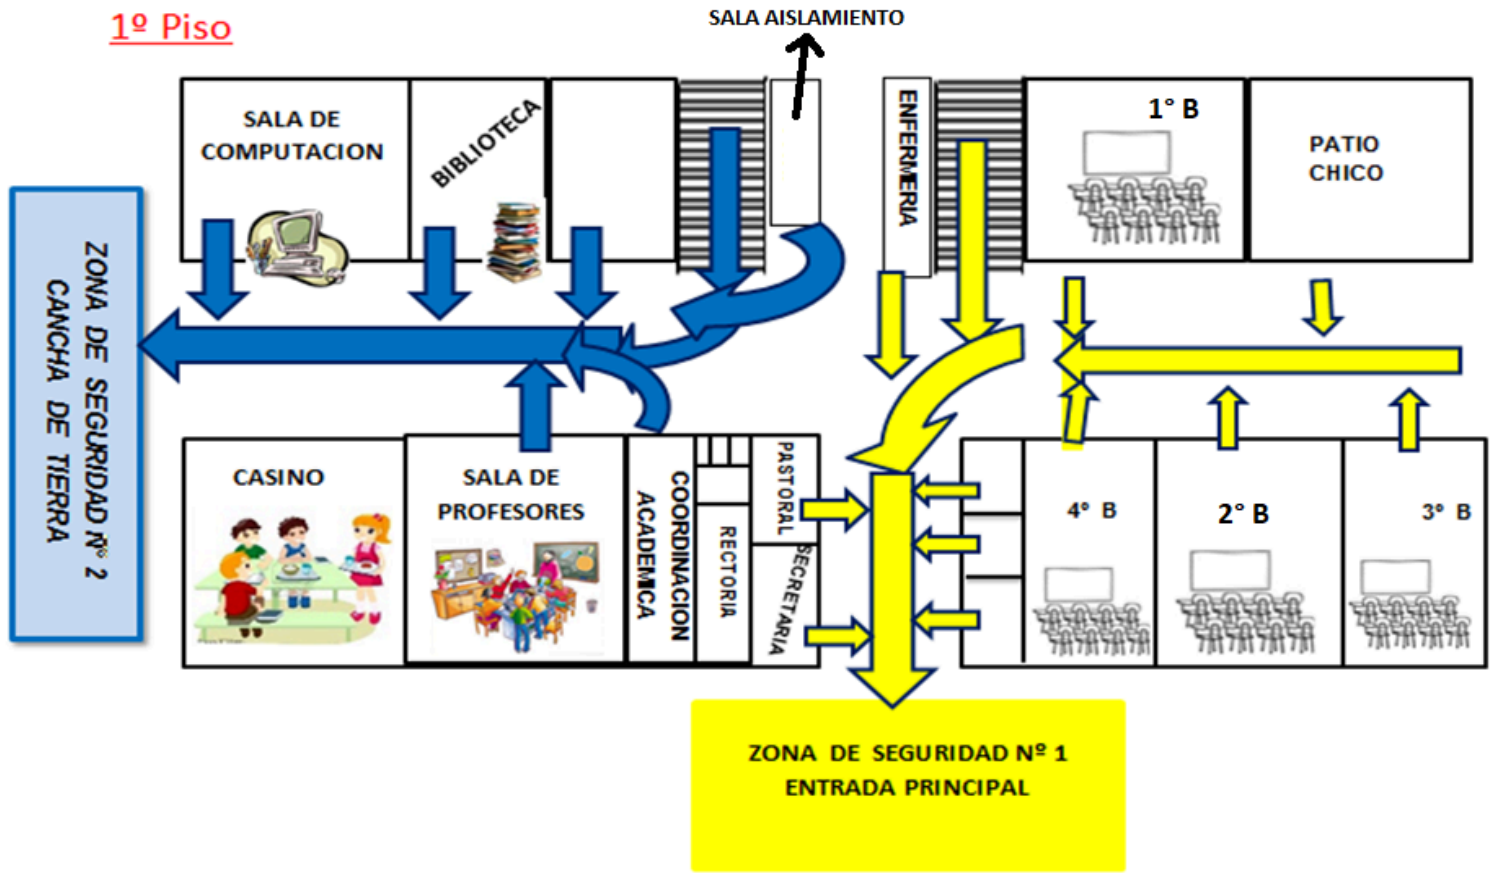 1º Piso
SALA AISLAMIENTO
SALA DE
COMPUTACION
BIBLIOTECA
ENFERMERIA
1° B
PATIO
CHICO
ZONA DE SEGURIDAD Nº 2
CANCHA DE TIERRA
CASINO
SALA DE
PROFESORES
COORDINACION
ACADEMICA
RECTORIA
PASTORAL
SECRETARIA
4° B
2° B
3° B
ZONA DE SEGURIDAD Nº 1
ENTRADA PRINCIPAL